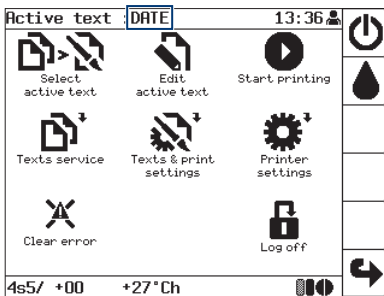 Active text :DATE 13:36
Select
active text
Edit
active text
Start printing
Texts service
Texts & print
settings
Printer
settings
Clear error
Log off
4s5/ +00 +27°Ch